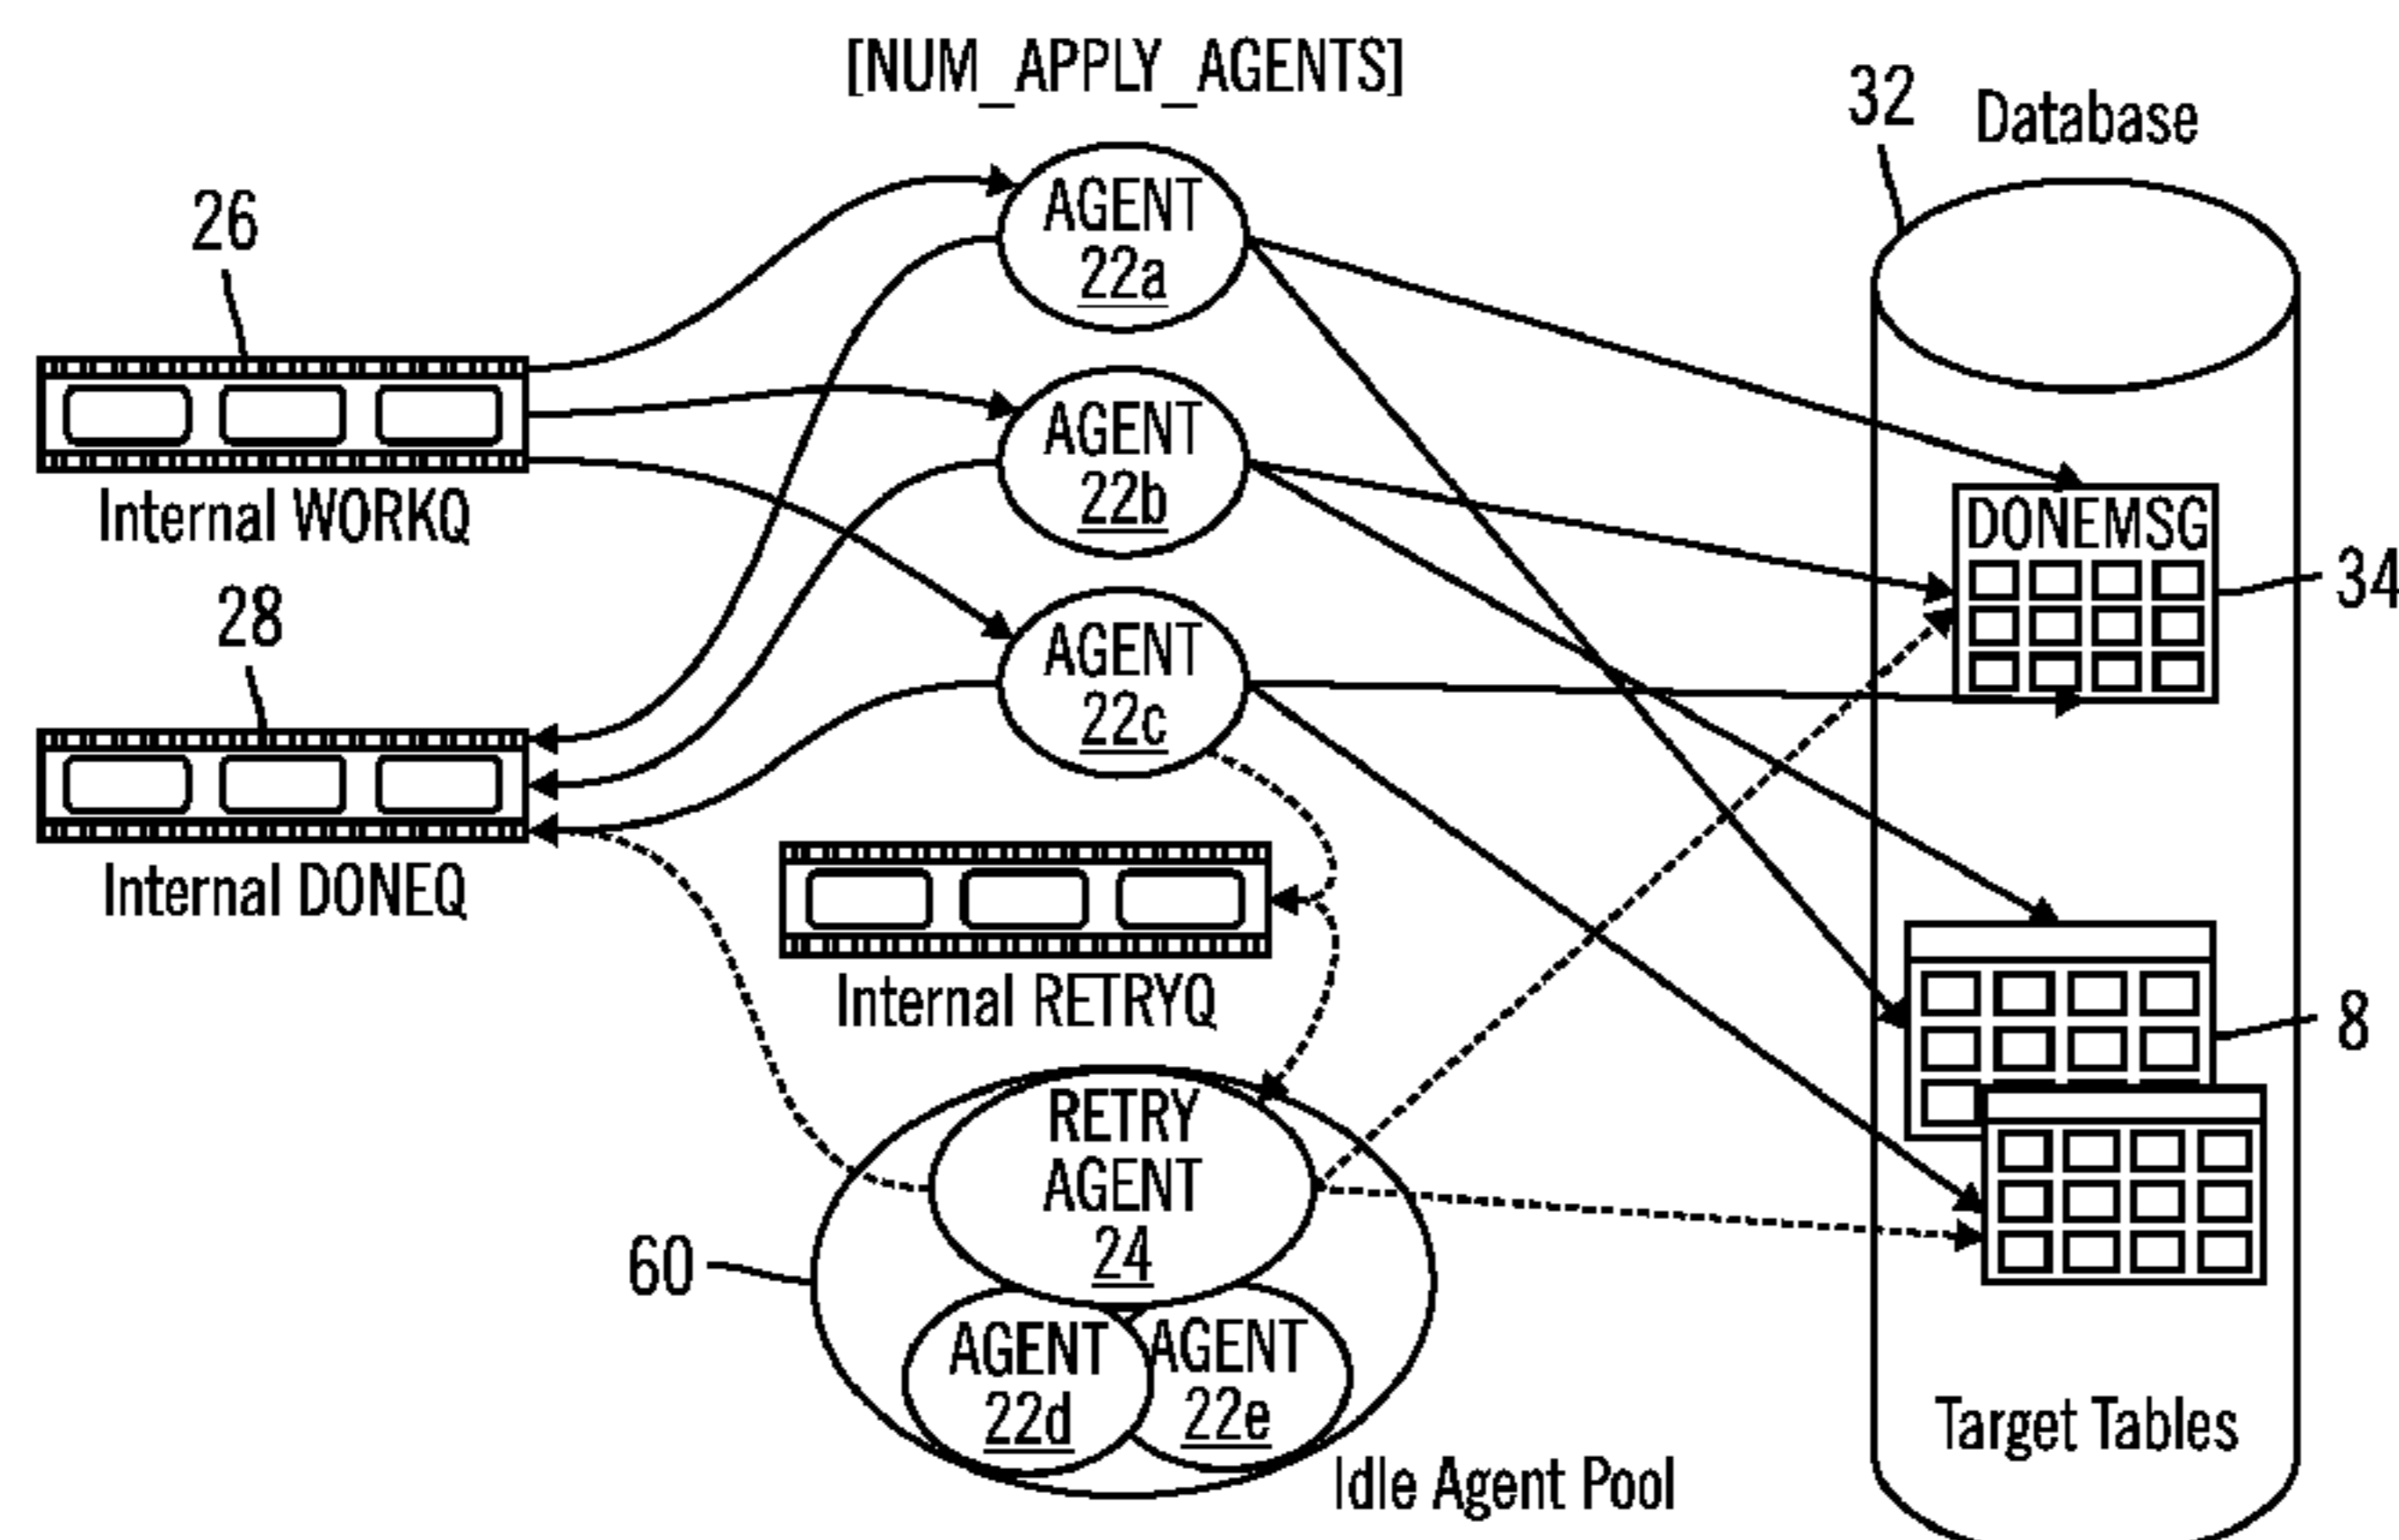 [NUM_APPLY_AGENTS]
32
Database
26
AGENT
22a
Internal WORKQ
AGENT
22b
DONEMSG
34
28
AGENT
22c
Internal DONEQ
Internal RETRYQ
8
RETRY
AGENT
24
60
AGENT
22d
AGENT
22e
Idle Agent Pool
Target Tables